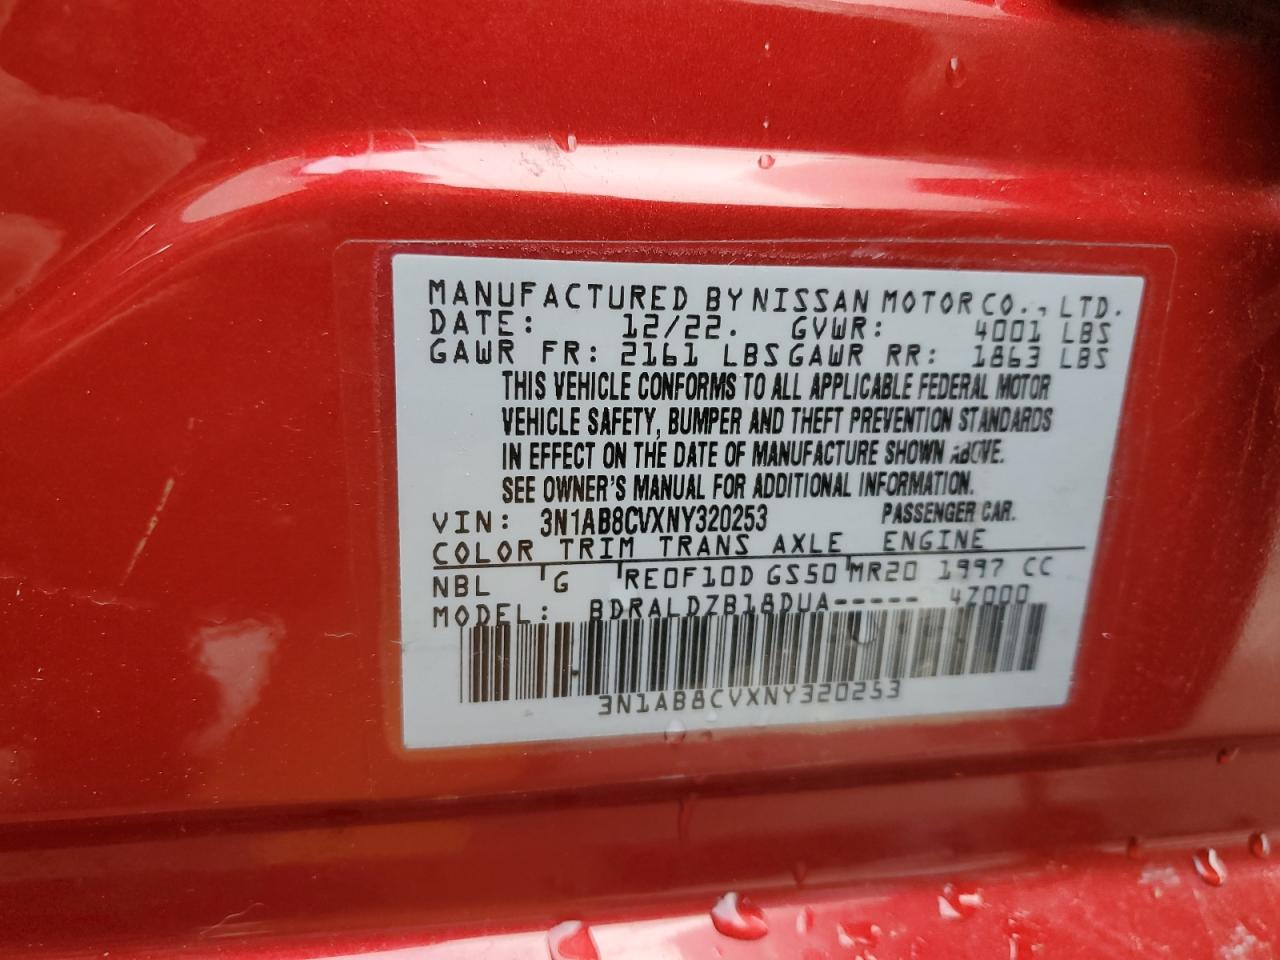 MANUFACTURED BY NISSAN MOTOR CO., LTD.
DATE: 12/22. GVWR: 4001 LBS
GAWR FR: 2161 LBS GAWR RR: 1863 LBS
THIS VEHICLE CONFORMS TO ALL APPLICABLE FEDERAL MOTOR
VEHICLE SAFETY, BUMPER AND THEFT PREVENTION STANDARDS
IN EFFECT ON THE DATE OF MANUFACTURE SHOWN ABOVE.
SEE OWNER'S MANUAL FOR ADDITIONAL INFORMATION.
VIN: 3N1AB8CVXNY320253 PASSENGER CAR.
COLOR TRIM TRANS AXLE ENGINE
NBL G RE0F10D GS50 MR20 1997 CC
MODEL: BDRALDZB18DUA----- 4Z000
3N1AB8CVXNY320253